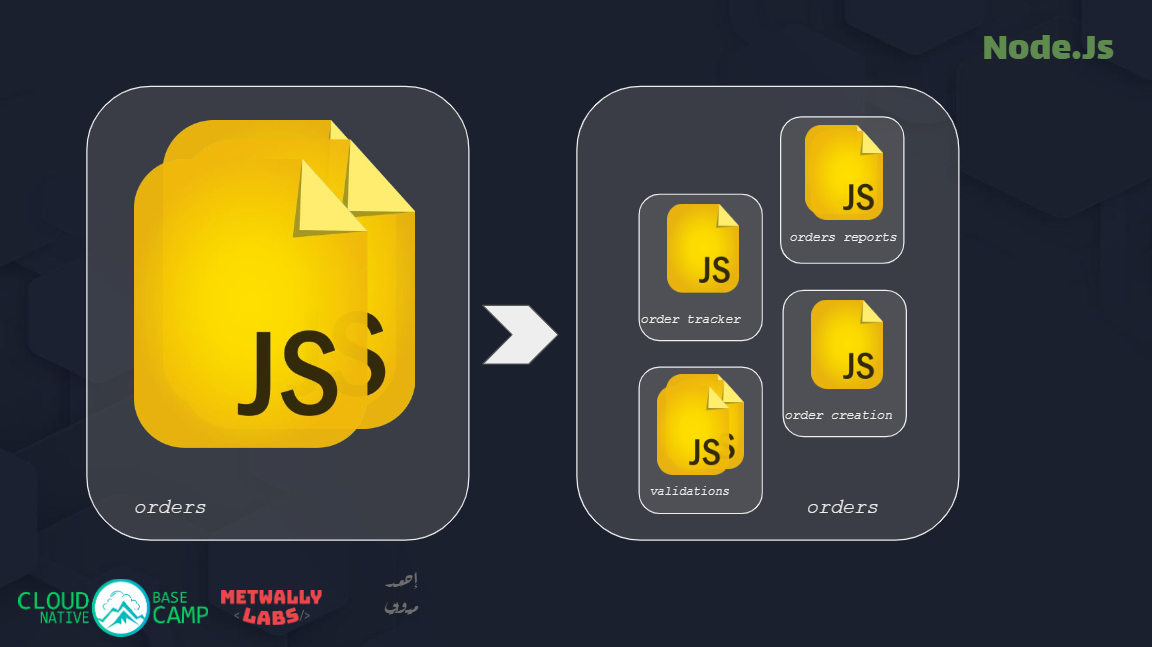 Node.Js
JS
S
orders
JS
orders reports
JS
order tracker
JS
order creation
JS
S
validations
orders
CLOUD
NATIVE
BASE
CAMP
METWALLY
<LABS/>
أحمد